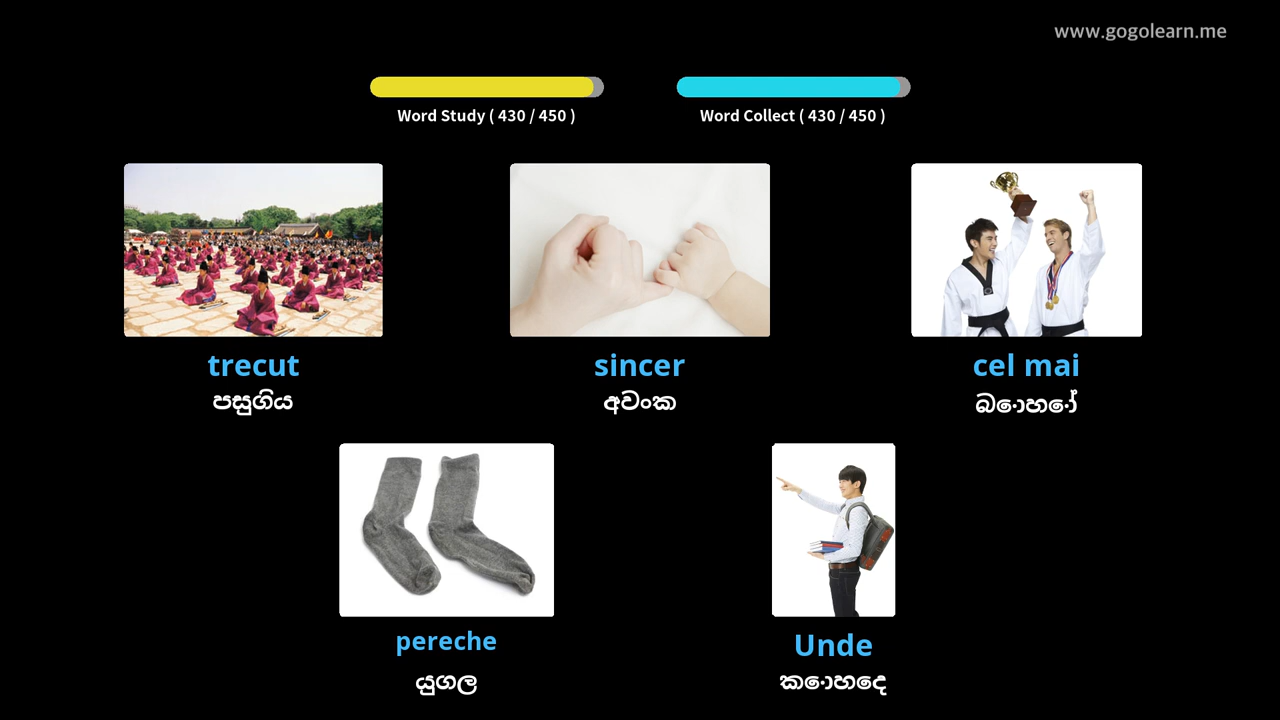 www.gogolearn.me
Word Study ( 430 / 450 )
Word Collect ( 430 / 450 )
trecut
පසුගිය
sincer
අවංක
cel mai
බොහෝ
pereche
යුගල
Unde
කොහෙද